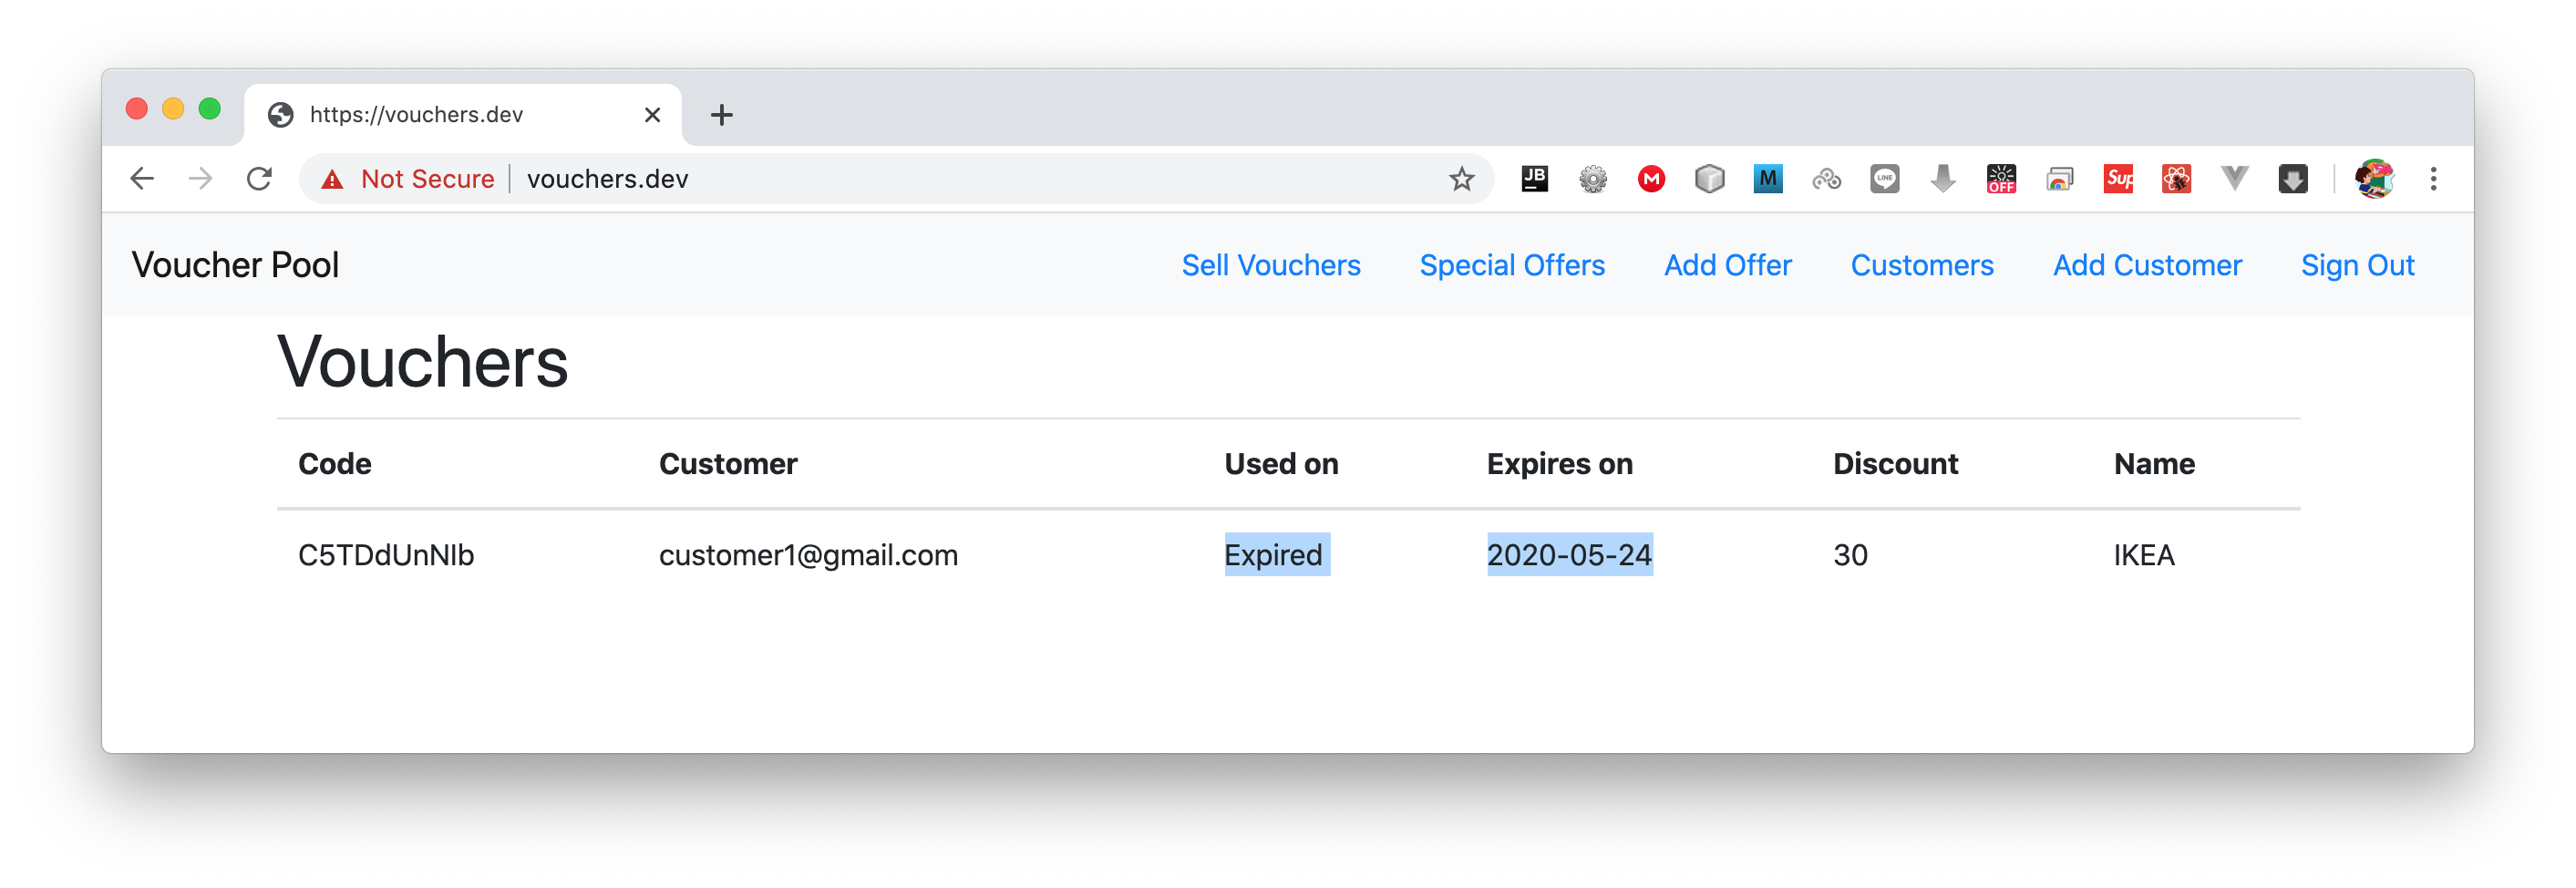 https://vouchers.dev
Not Secure vouchers.dev
JB M M LINE OFF Sup
Voucher Pool Sell Vouchers Special Offers Add Offer Customers Add Customer Sign Out
Vouchers
Code Customer Used on Expires on Discount Name
C5TDdUnNIb customer1@gmail.com Expired 2020-05-24 30 IKEA